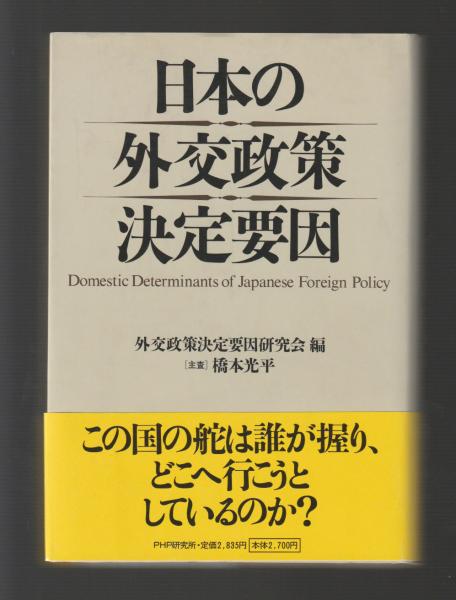 日本の
外交政策
決定要因
Domestic Determinants of Japanese Foreign Policy
外交政策決定要因研究会 編
[主査] 橋本光平
この国の舵は誰が握り、
どこへ行こうと
しているのか?
PHP研究所・定価2,835円 本体2,700円